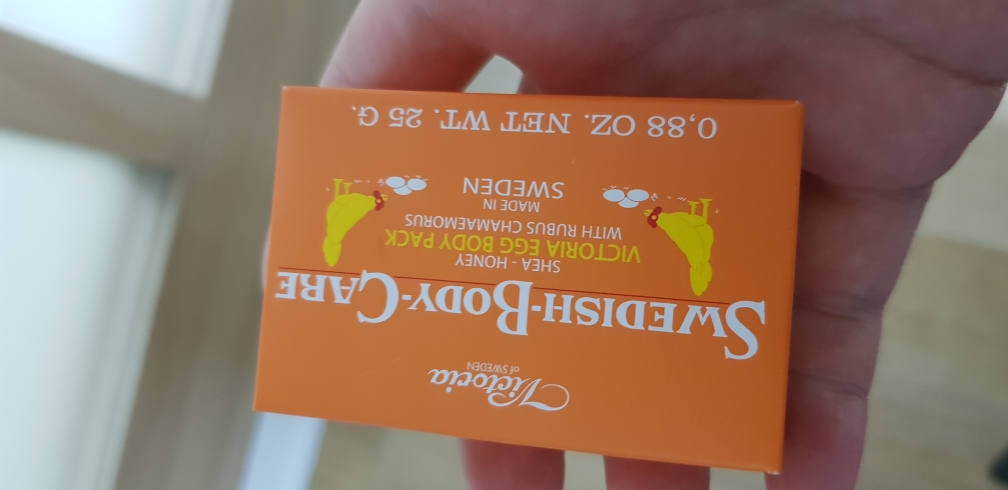 Victoria
of SWEDEN
SWEDISH-BODY-CARE
SHEA - HONEY
VICTORIA EGG BODY PACK
WITH RUBUS CHAMAEMORUS
MADE IN
SWEDEN
0,88 OZ. NET WT. 25 G.